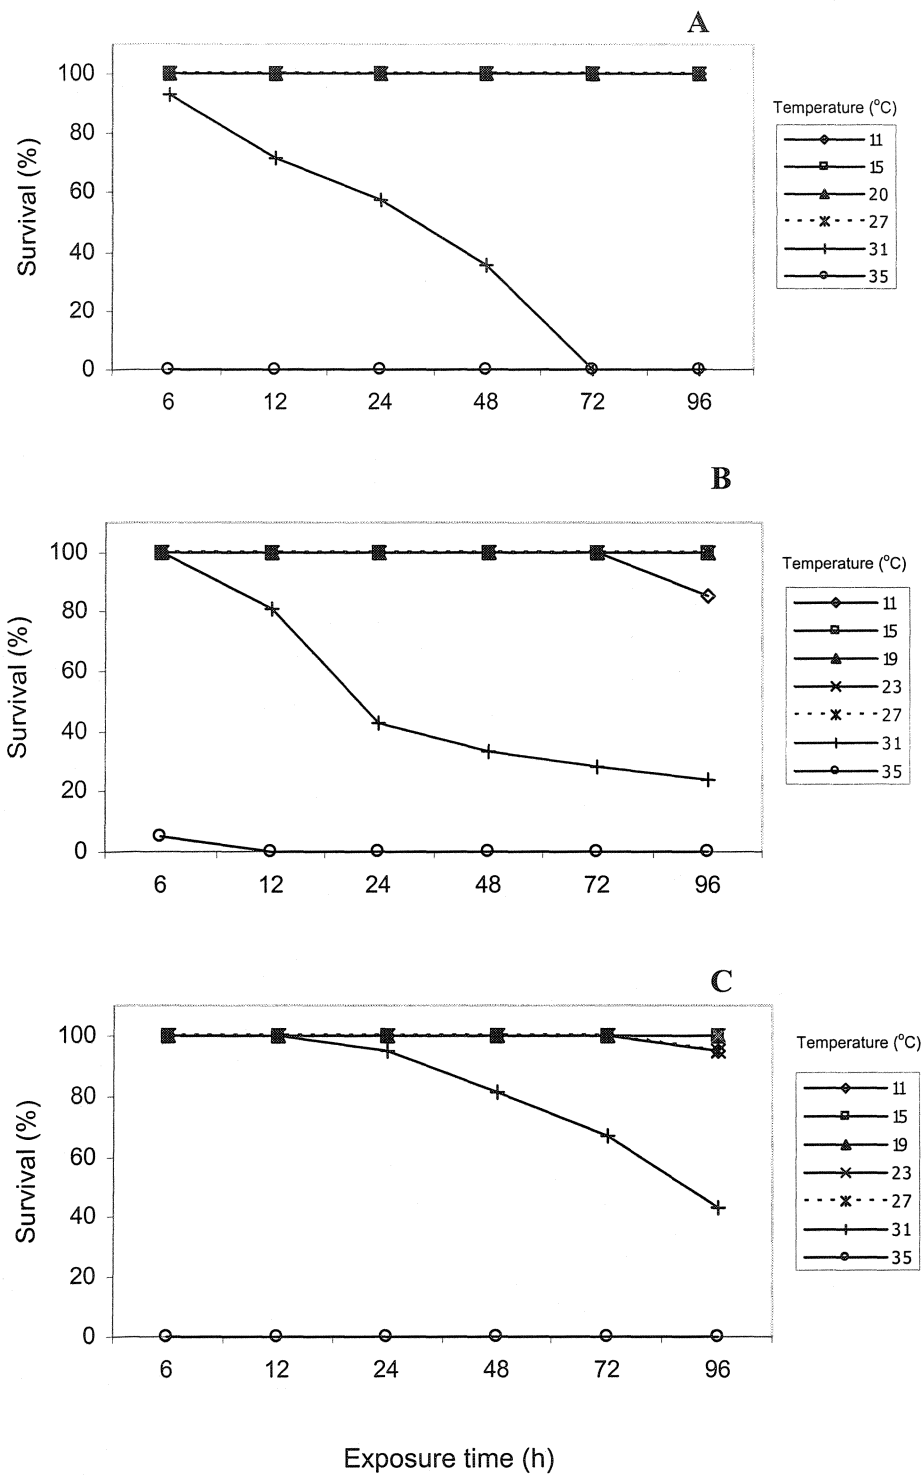 A
Survival (%)
100
80
60
40
20
0
6 12 24 48 72 96
Temperature (°C)
11
15
20
27
31
35
B
Survival (%)
100
80
60
40
20
0
6 12 24 48 72 96
Temperature (°C)
11
15
19
23
27
31
35
C
Survival (%)
100
80
60
40
20
0
6 12 24 48 72 96
Temperature (°C)
11
15
19
23
27
31
35
Exposure time (h)